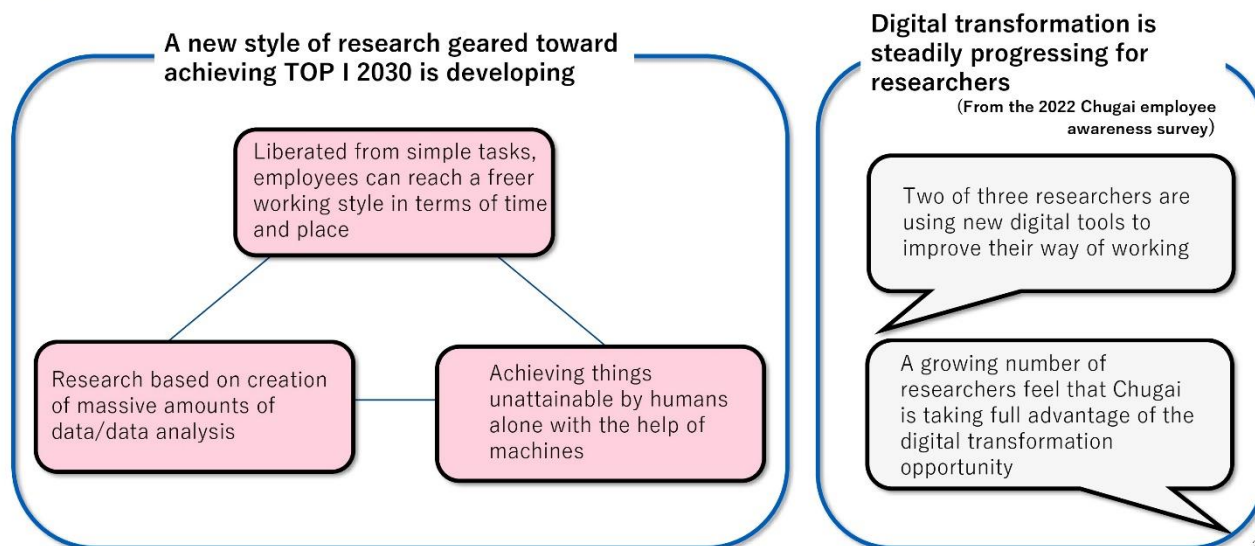 A new style of research geared toward
achieving TOP I 2030 is developing
Liberated from simple tasks,
employees can reach a freer
working style in terms of time
and place
Research based on creation
of massive amounts of
data/data analysis
Achieving things
unattainable by humans
alone with the help of
machines
Digital transformation is
steadily progressing for
researchers
(From the 2022 Chugai employee
awareness survey)
Two of three researchers are
using new digital tools to
improve their way of working
A growing number of
researchers feel that Chugai
is taking full advantage of the
digital transformation
opportunity